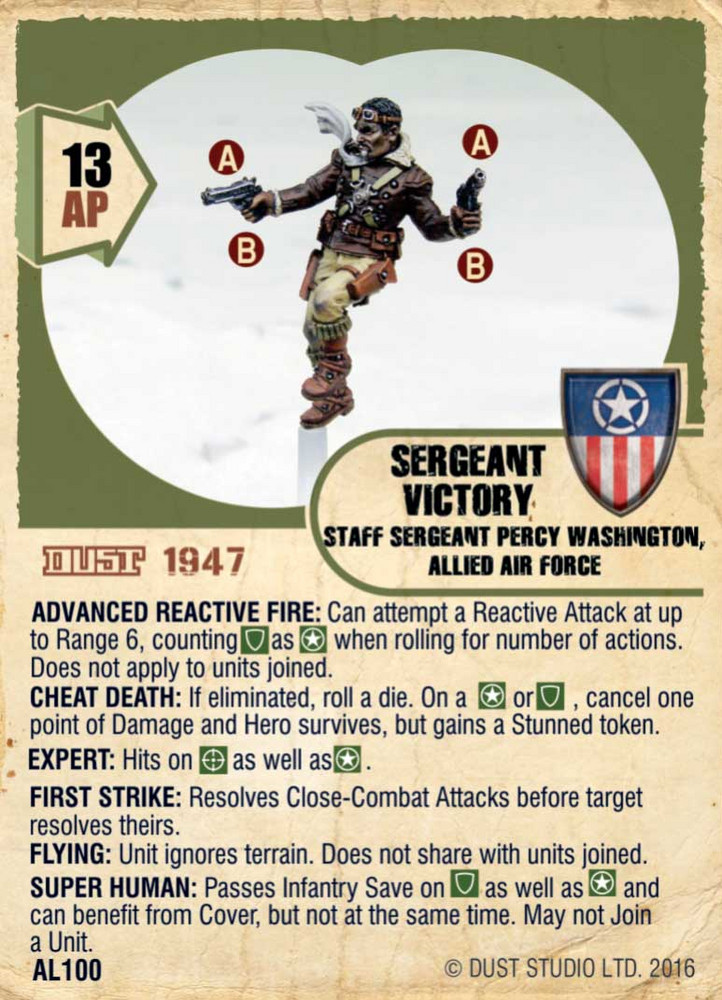 13
AP
A
A
B
B
SERGEANT
VICTORY
STAFF SERGEANT PERCY WASHINGTON,
ALLIED AIR FORCE
DUST 1947
ADVANCED REACTIVE FIRE: Can attempt a Reactive Attack at up
to Range 6, counting as when rolling for number of actions.
Does not apply to units joined.
CHEAT DEATH: If eliminated, roll a die. On a or , cancel one
point of Damage and Hero survives, but gains a Stunned token.
EXPERT: Hits on as well as .
FIRST STRIKE: Resolves Close-Combat Attacks before target
resolves theirs.
FLYING: Unit ignores terrain. Does not share with units joined.
SUPER HUMAN: Passes Infantry Save on as well as and
can benefit from Cover, but not at the same time. May not Join
a Unit.
AL100
© DUST STUDIO LTD. 2016